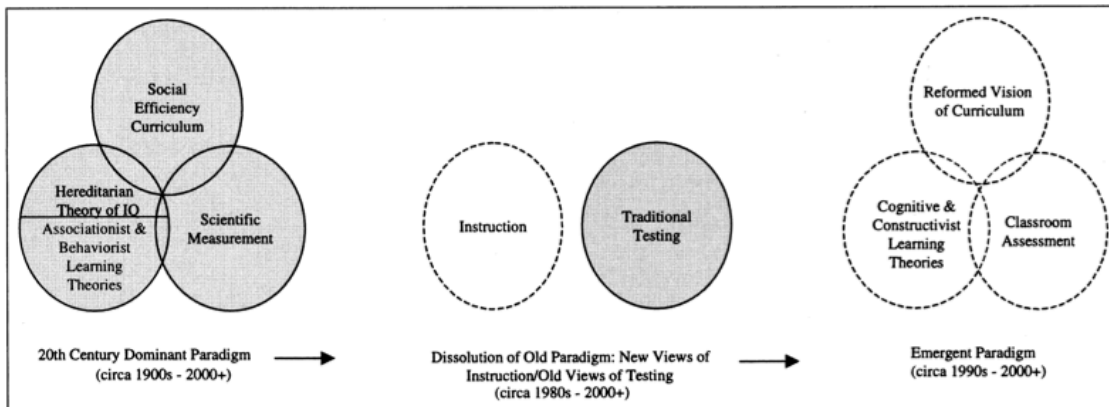 Social
Efficiency
Curriculum
Hereditarian
Theory of IQ
Associationist &
Behaviorist
Learning
Theories
Scientific
Measurement
20th Century Dominant Paradigm
(circa 1900s - 2000+)
Instruction
Traditional
Testing
Dissolution of Old Paradigm: New Views of
Instruction/Old Views of Testing
(circa 1980s - 2000+)
Reformed Vision
of Curriculum
Cognitive &
Constructivist
Learning
Theories
Classroom
Assessment
Emergent Paradigm
(circa 1990s - 2000+)